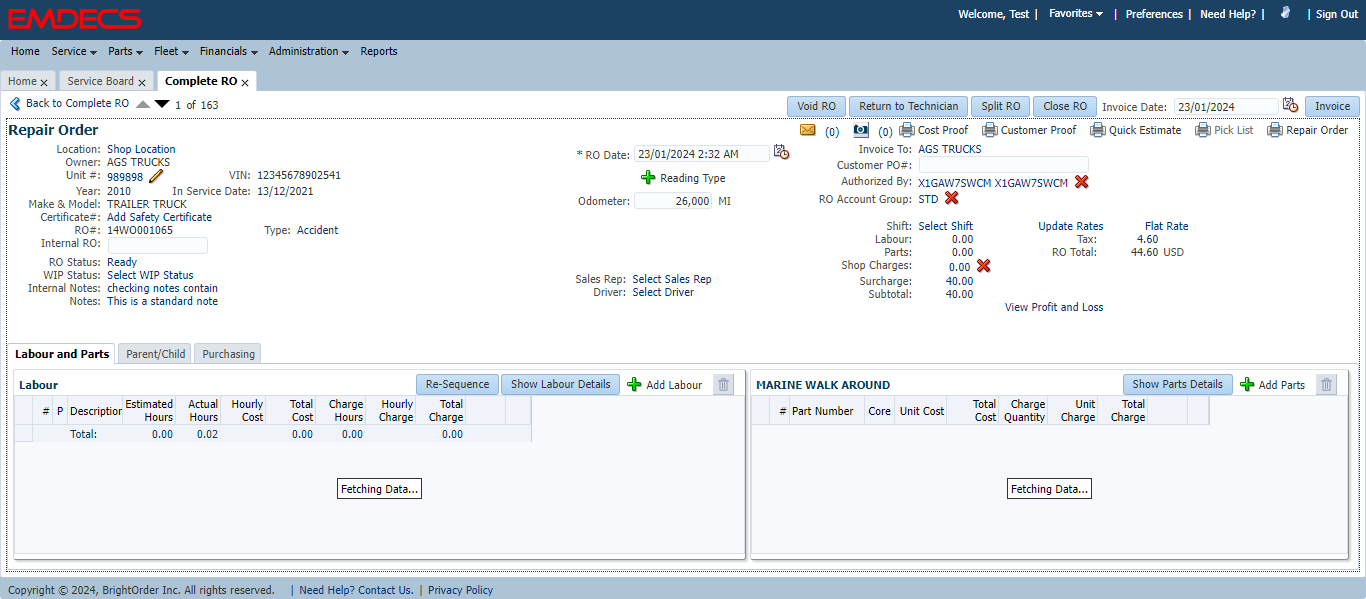 EMDECS
Welcome, Test | Favorites | Preferences | Need Help? | | Sign Out
Home Service Parts Fleet Financials Administration Reports
Home x Service Board x Complete RO x
Back to Complete RO 1 of 163 Void RO Return to Technician Split RO Close RO Invoice Date: 23/01/2024 Invoice
Repair Order (0) (0) Cost Proof Customer Proof Quick Estimate Pick List Repair Order
Location: Shop Location
Owner: AGS TRUCKS
Unit #: 989898 VIN: 12345678902541
Year: 2010 In Service Date: 13/12/2021
Make & Model: TRAILER TRUCK
Certificate#: Add Safety Certificate
RO#: 14WO001065 Type: Accident
Internal RO:
RO Status: Ready
WIP Status: Select WIP Status
Internal Notes: checking notes contain
Notes: This is a standard note
* RO Date: 23/01/2024 2:32 AM
Reading Type
Odometer: 26,000 MI
Sales Rep: Select Sales Rep
Driver: Select Driver
Invoice To: AGS TRUCKS
Customer PO#:
Authorized By: X1GAW7SWCM X1GAW7SWCM
RO Account Group: STD
Shift: Select Shift Update Rates Flat Rate
Labour: 0.00 Tax: 4.60
Parts: 0.00 RO Total: 44.60 USD
Shop Charges: 0.00
Surcharge: 40.00
Subtotal: 40.00
View Profit and Loss
Labour and Parts Parent/Child Purchasing
Labour Re-Sequence Show Labour Details Add Labour
# P Description Estimated Hours Actual Hours Hourly Cost Total Cost Charge Hours Hourly Charge Total Charge
Total: 0.00 0.02 0.00 0.00 0.00
Fetching Data...
MARINE WALK AROUND Show Parts Details Add Parts
# Part Number Core Unit Cost Total Cost Charge Quantity Unit Charge Total Charge
Fetching Data...
Copyright © 2024, BrightOrder Inc. All rights reserved. | Need Help? Contact Us. | Privacy Policy